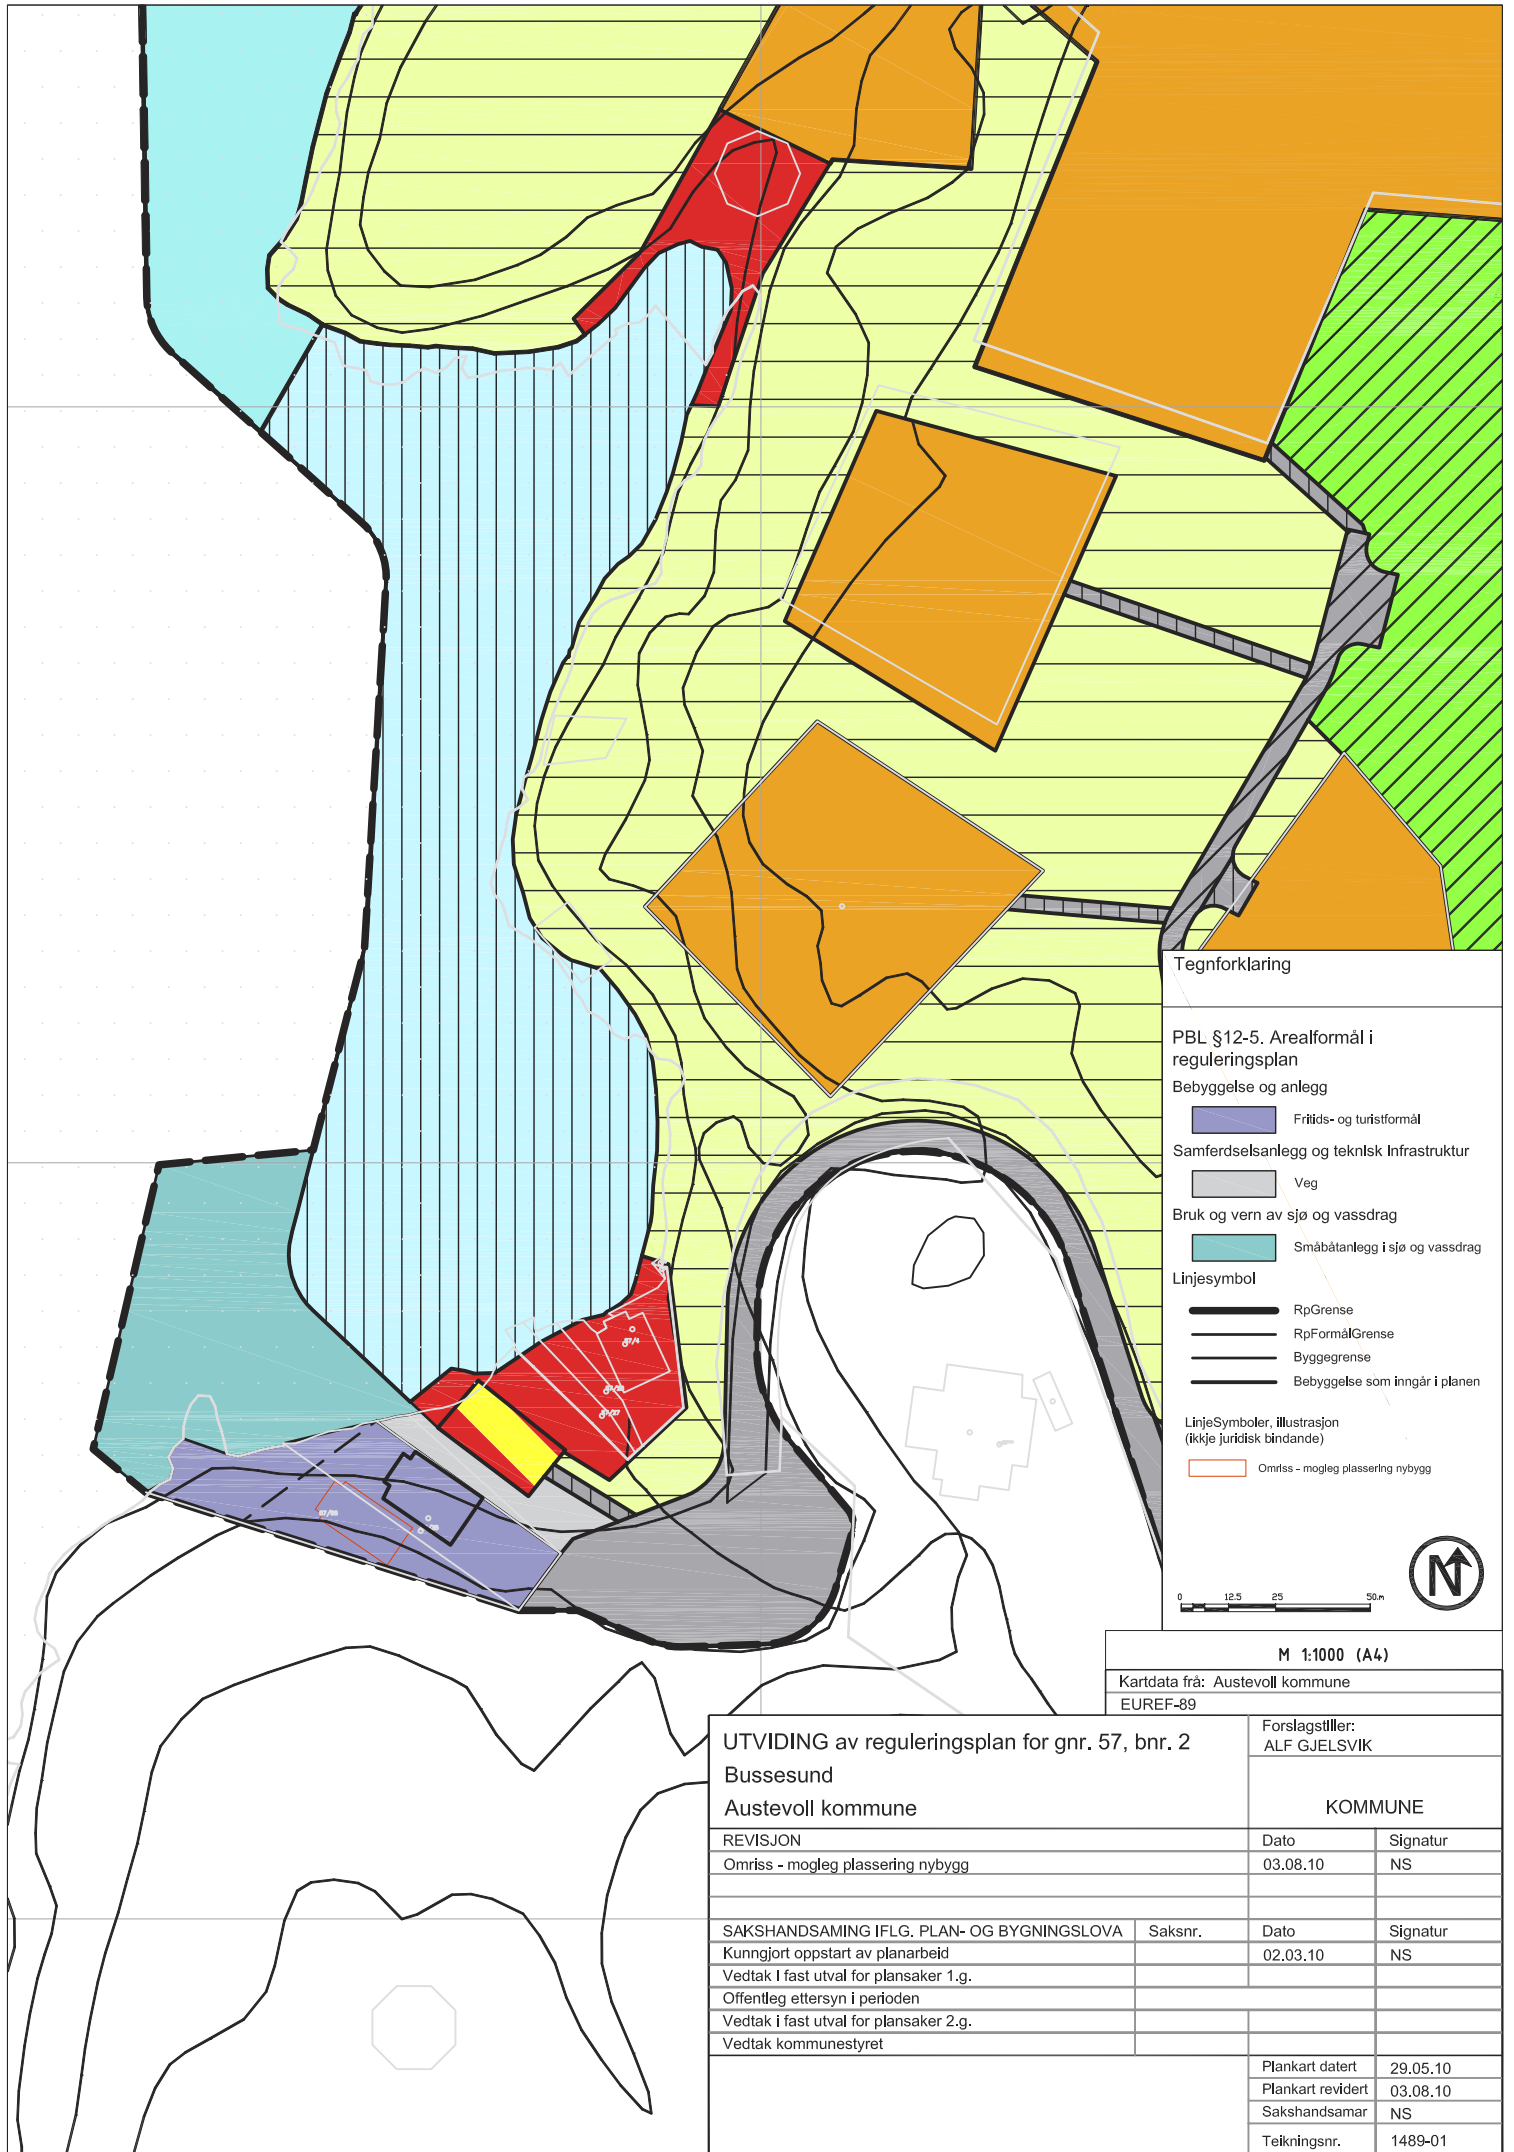 Tegnforklaring
PBL §12-5. Arealformål i
reguleringsplan
Bebyggelse og anlegg
Fritids- og turistformål
Samferdselsanlegg og teknisk infrastruktur
Veg
Bruk og vern av sjø og vassdrag
Småbåtanlegg i sjø og vassdrag
Linjesymbol
RpGrense
RpFormålGrense
Byggegrense
Bebyggelse som inngår i planen
LinjeSymboler, illustrasjon
(ikkje juridisk bindande)
Omriss - mogleg plassering nybygg
N
0 12.5 25 50m
M 1:1000 (A4)
Kartdata frå: Austevoll kommune
EUREF-89
UTVIDING av reguleringsplan for gnr. 57, bnr. 2
Bussesund
Austevoll kommune
Forslagstiller:
ALF GJELSVIK
KOMMUNE
REVISJON Dato Signatur
Omriss - mogleg plassering nybygg 03.08.10 NS
SAKSHANDSAMING IFLG. PLAN- OG BYGNINGSLOVA Saksnr. Dato Signatur
Kunngjort oppstart av planarbeid 02.03.10 NS
Vedtak i fast utval for plansaker 1.g.
Offentleg ettersyn i perioden
Vedtak i fast utval for plansaker 2.g.
Vedtak kommunestyret
Plankart datert 29.05.10
Plankart revidert 03.08.10
Sakshandsamar NS
Teikningsnr. 1489-01